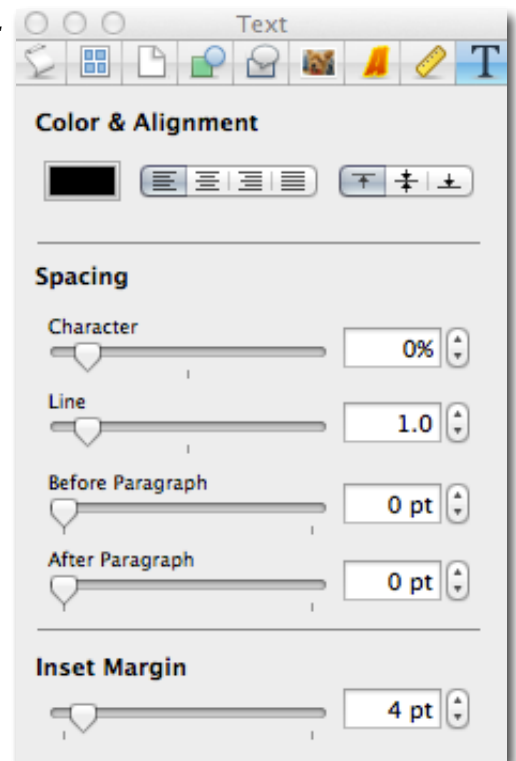 Text
T
Color & Alignment
Spacing
Character
0%
Line
1.0
Before Paragraph
0 pt
After Paragraph
0 pt
Inset Margin
4 pt